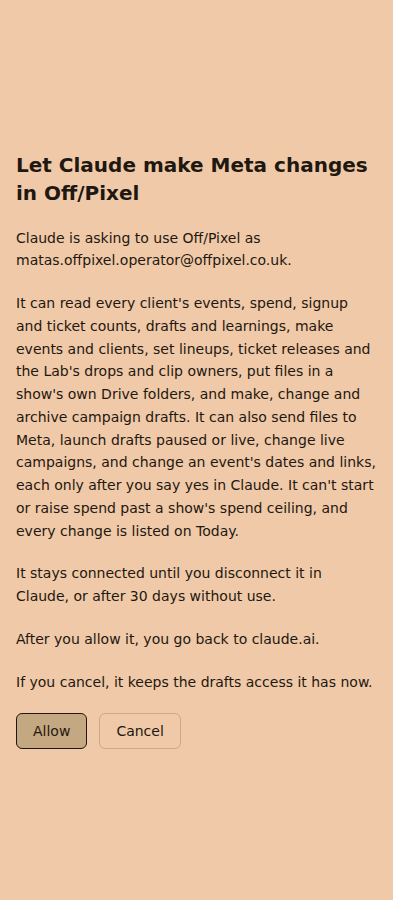 Let Claude make Meta changes
in Off/Pixel
Claude is asking to use Off/Pixel as
matas.offpixel.operator@offpixel.co.uk.
It can read every client's events, spend, signup
and ticket counts, drafts and learnings, make
events and clients, set lineups, ticket releases and
the Lab's drops and clip owners, put files in a
show's own Drive folders, and make, change and
archive campaign drafts. It can also send files to
Meta, launch drafts paused or live, change live
campaigns, and change an event's dates and links,
each only after you say yes in Claude. It can't start
or raise spend past a show's spend ceiling, and
every change is listed on Today.
It stays connected until you disconnect it in
Claude, or after 30 days without use.
After you allow it, you go back to claude.ai.
If you cancel, it keeps the drafts access it has now.
Allow
Cancel